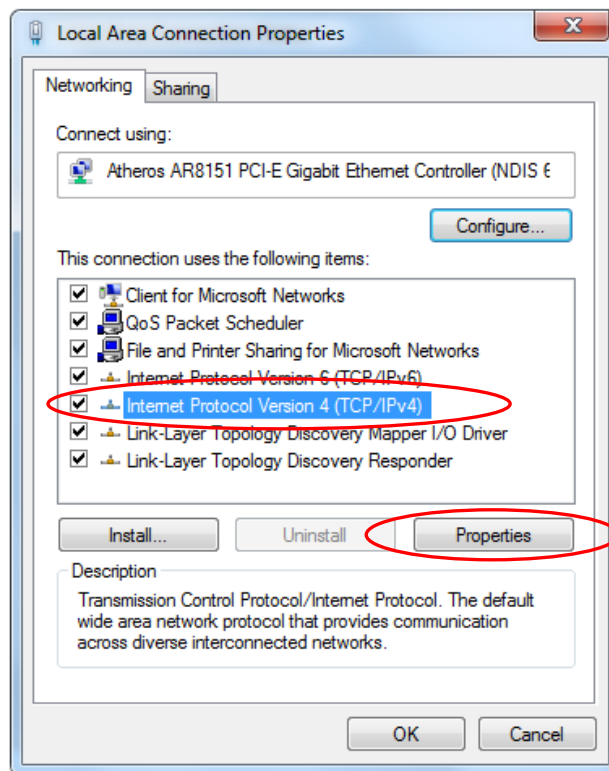 Local Area Connection Properties
Networking
Sharing
Connect using:
Atheros AR8151 PCI-E Gigabit Ethernet Controller (NDIS 6
Configure...
This connection uses the following items:
Client for Microsoft Networks
QoS Packet Scheduler
File and Printer Sharing for Microsoft Networks
Internet Protocol Version 6 (TCP/IPv6)
Internet Protocol Version 4 (TCP/IPv4)
Link-Layer Topology Discovery Mapper I/O Driver
Link-Layer Topology Discovery Responder
Install...
Uninstall
Properties
Description
Transmission Control Protocol/Internet Protocol. The default
wide area network protocol that provides communication
across diverse interconnected networks.
OK
Cancel